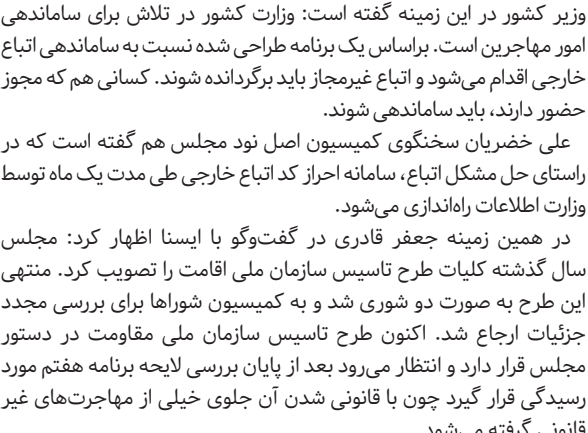 وزیر کشور در این زمینه گفته است: وزارت کشور در تلاش برای ساماندهی
امور مهاجرین است. براساس یک برنامه طراحی شده نسبت به ساماندهی اتباع
خارجی اقدام می‌شود و اتباع غیرمجاز باید برگردانده شوند. کسانی هم که مجوز
حضور دارند، باید ساماندهی شوند.
علی خضریان سخنگوی کمیسیون اصل نود مجلس هم گفته است که در
راستای حل مشکل اتباع، سامانه احراز کد اتباع خارجی طی مدت یک ماه توسط
وزارت اطلاعات راه‌اندازی می‌شود.
در همین زمینه جعفر قادری در گفت‌وگو با ایسنا اظهار کرد: مجلس
سال گذشته کلیات طرح تاسیس سازمان ملی اقامت را تصویب کرد. منتهی
این طرح به صورت دو شوری شد و به کمیسیون شوراها برای بررسی مجدد
جزئیات ارجاع شد. اکنون طرح تاسیس سازمان ملی مقاومت در دستور
مجلس قرار دارد و انتظار می‌رود بعد از پایان بررسی لایحه برنامه هفتم مورد
رسیدگی قرار گیرد چون با قانونی شدن آن جلوی خیلی از مهاجرت‌های غیر
قانونی گرفته می‌شود